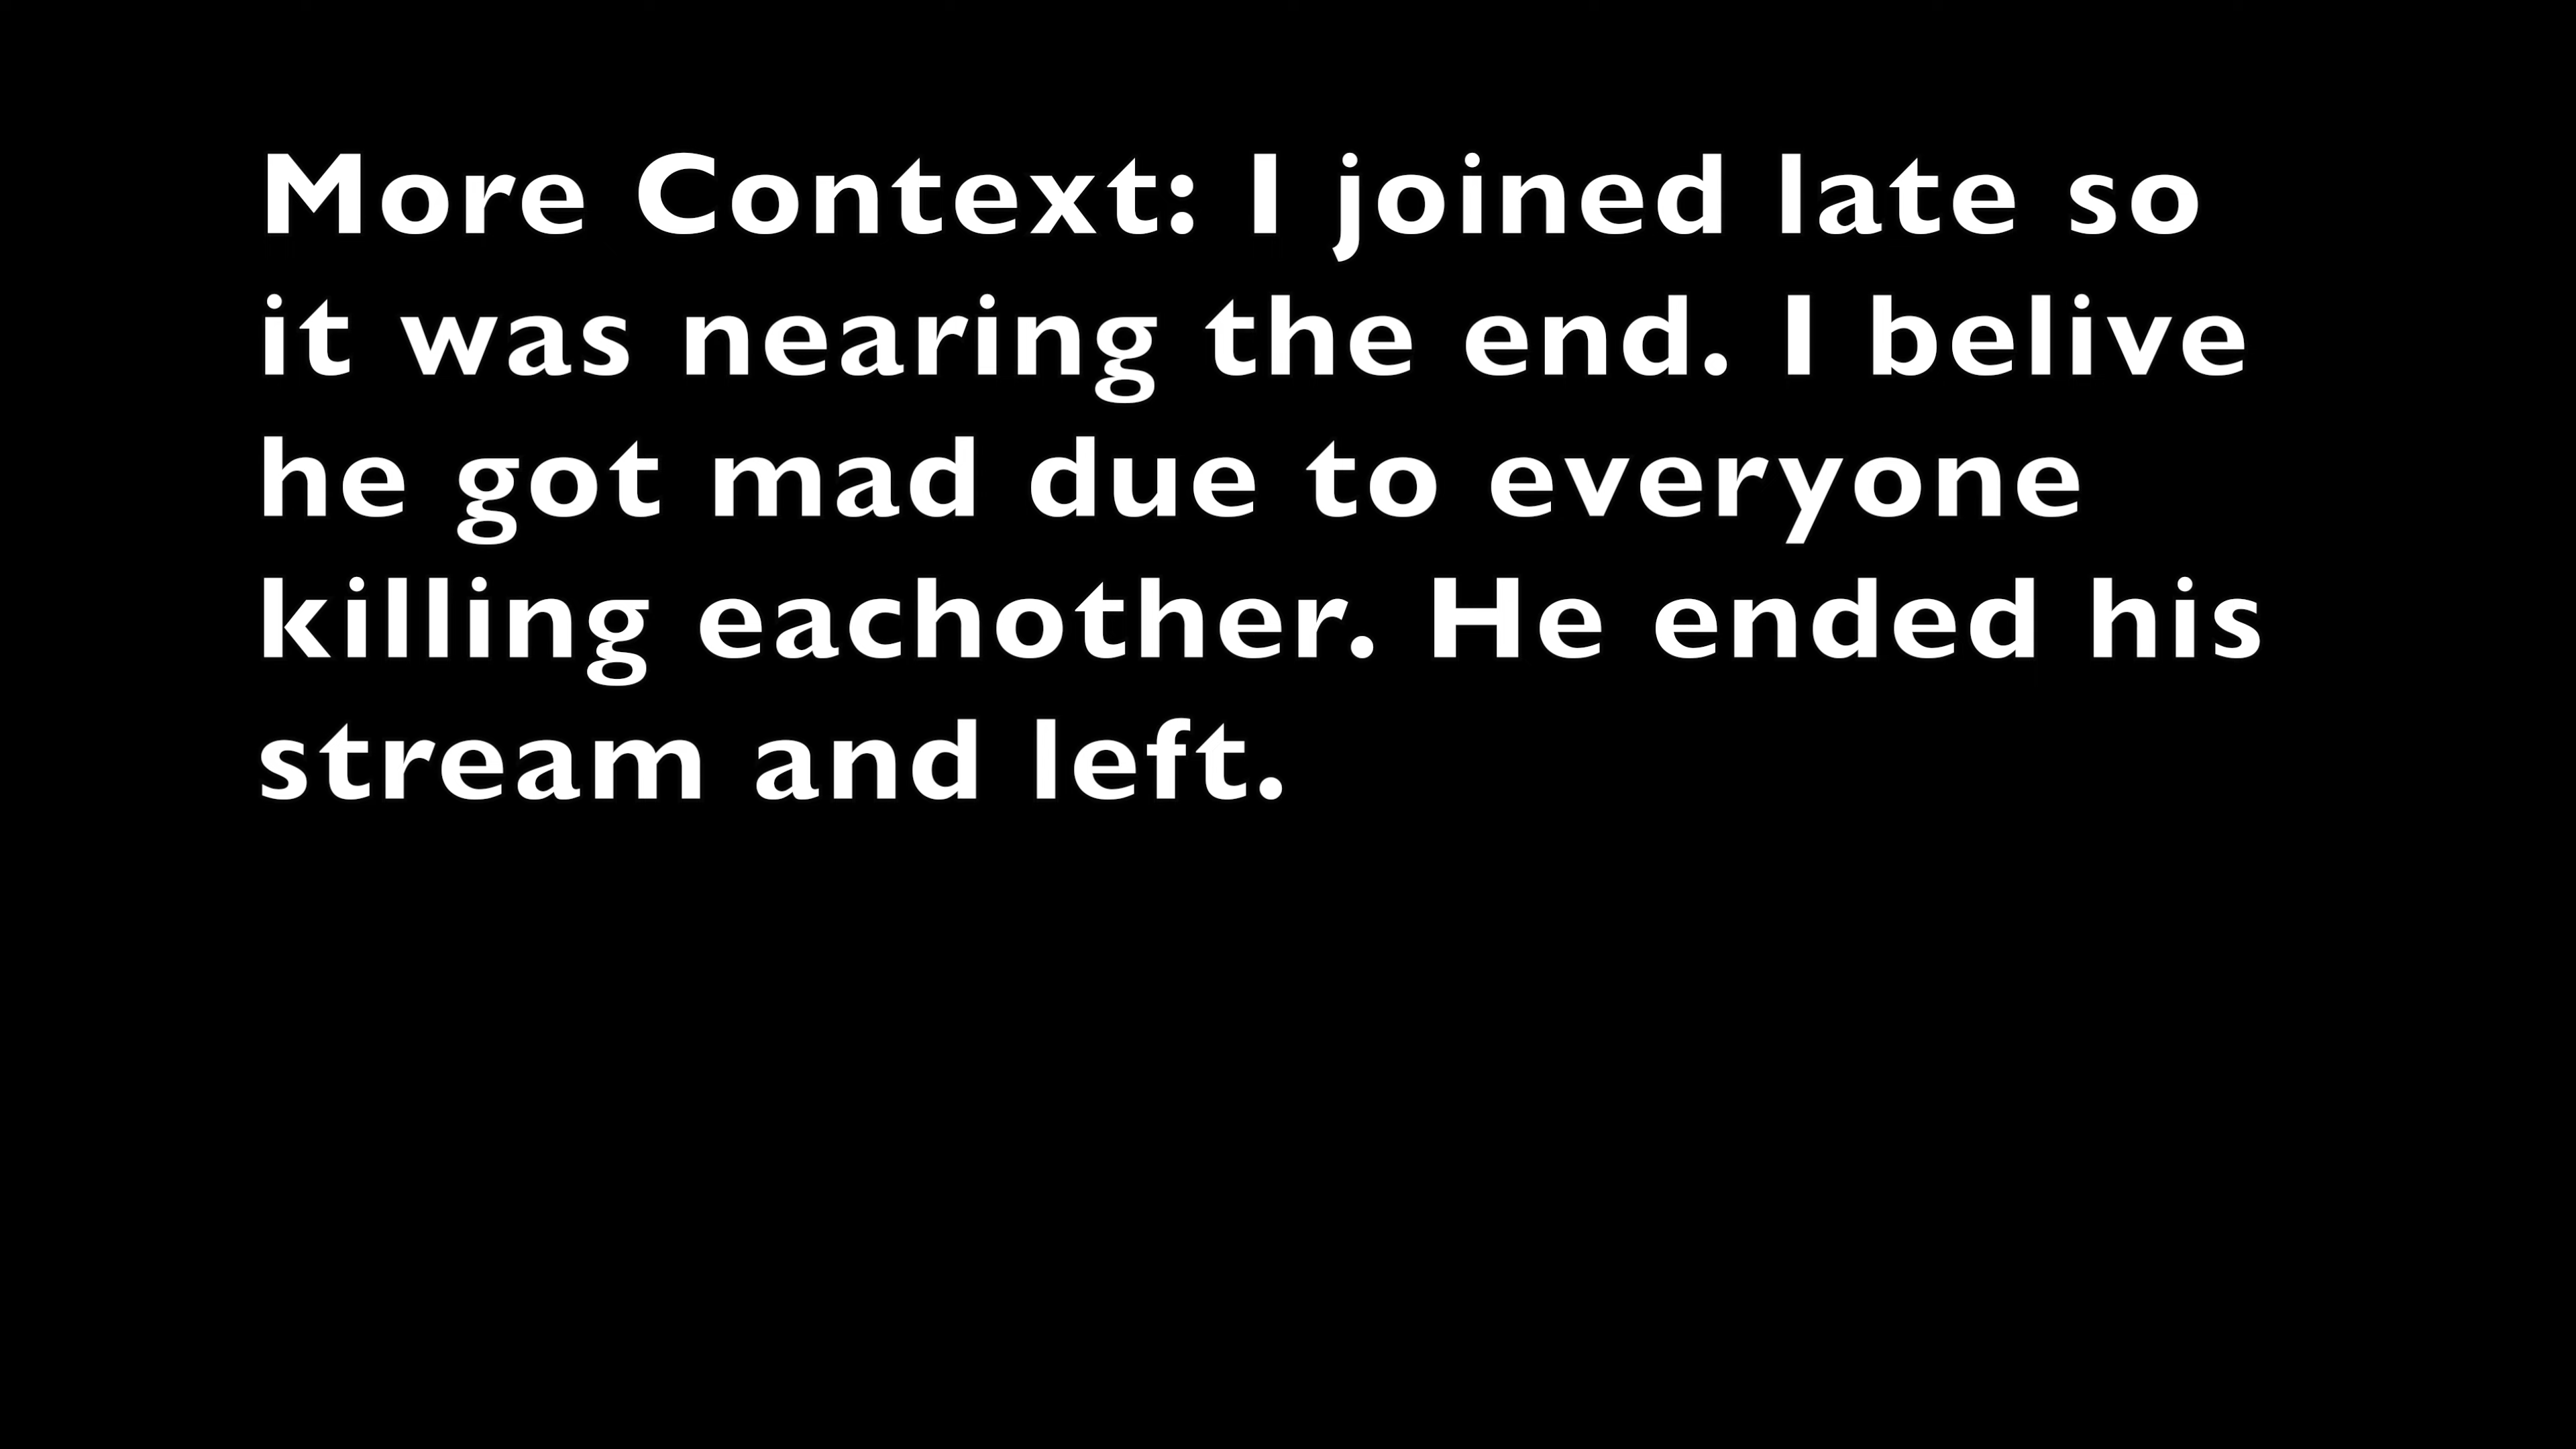 More Context: I joined late so
it was nearing the end. I belive
he got mad due to everyone
killing eachother. He ended his
stream and left.